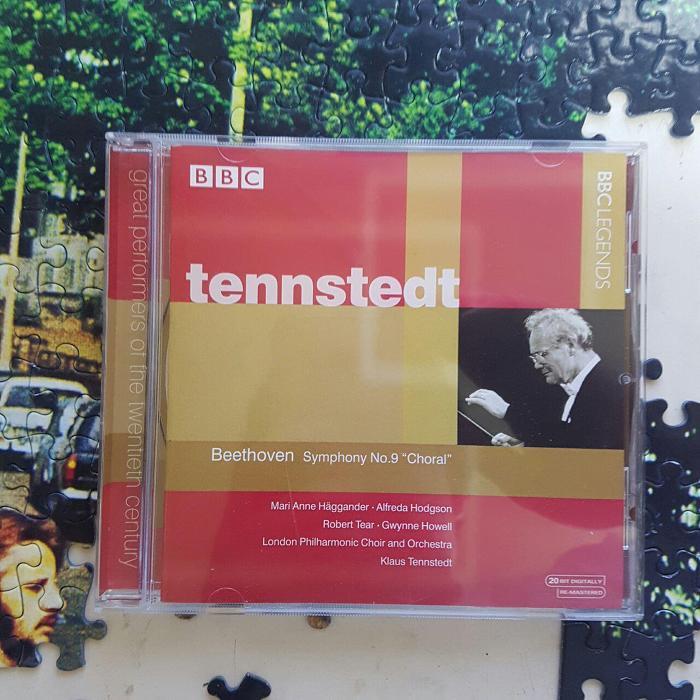 BBC
BBC LEGENDS
great performers of the twentieth century
tennstedt
Beethoven Symphony No.9 “Choral”
Mari Anne Häggander · Alfreda Hodgson
Robert Tear · Gwynne Howell
London Philharmonic Choir and Orchestra
Klaus Tennstedt
20 BIT DIGITALLY
RE-MASTERED